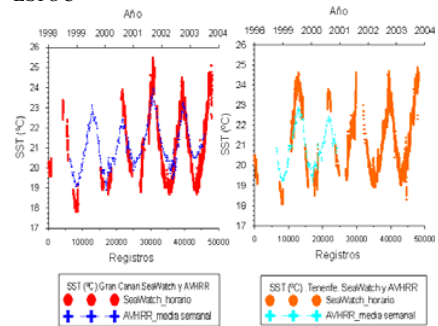 Año
1998 1999 2000 2001 2002 2003 2004
SST (ºC)
26
25
24
23
22
21
20
19
18
17
0 10000 20000 30000 40000 50000
Registros
SST (ºC) Gran Canari.SeaWatch y AVHRR
SeaWatch_horario
AVHRR_media semanal
Año
1998 1999 2000 2001 2002 2003 2004
SST (ºC)
26
25
24
23
22
21
20
19
18
17
0 10000 20000 30000 40000 50000
Registros
SST (ºC) . Tenerife. SeaWatch y AVHRR
SeaWatch_horario
AVHRR_media semanal